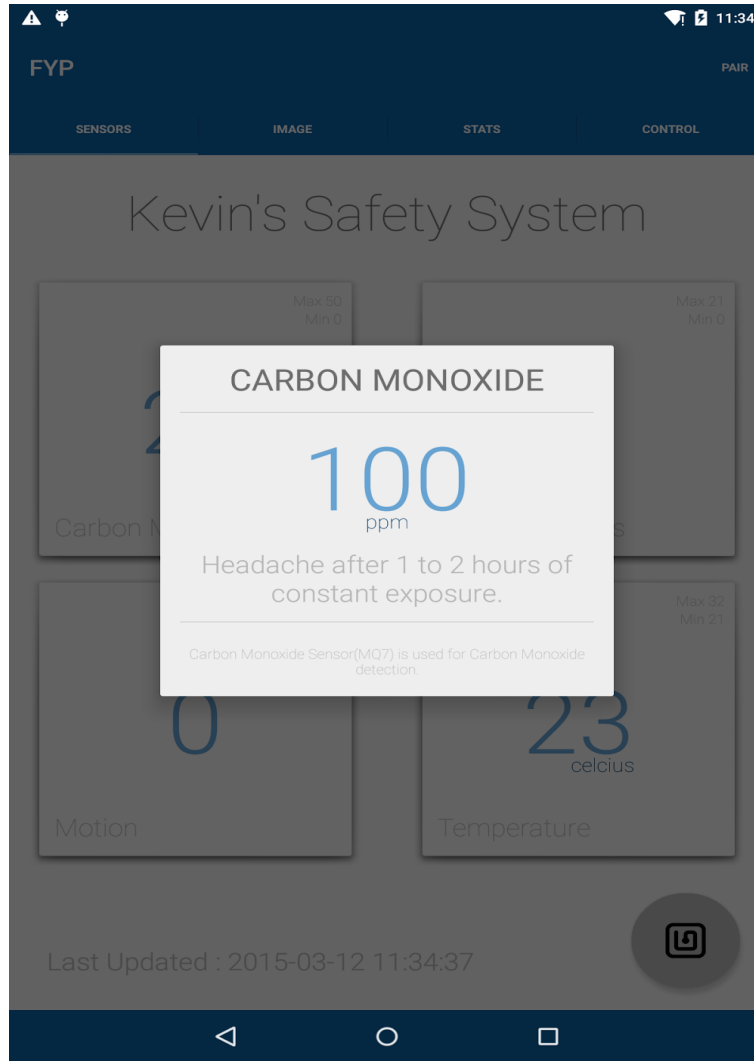 11:34
FYP
PAIR
SENSORS IMAGE STATS CONTROL
Kevin's Safety System
Max 50
Min 0
Max 21
Min 0
CARBON MONOXIDE
100
ppm
Headache after 1 to 2 hours of
constant exposure.
Carbon Monoxide Sensor(MQ7) is used for Carbon Monoxide
detection.
Carbon
Max 32
Min 21
0
23
celcius
Motion
Temperature
Last Updated : 2015-03-12 11:34:37